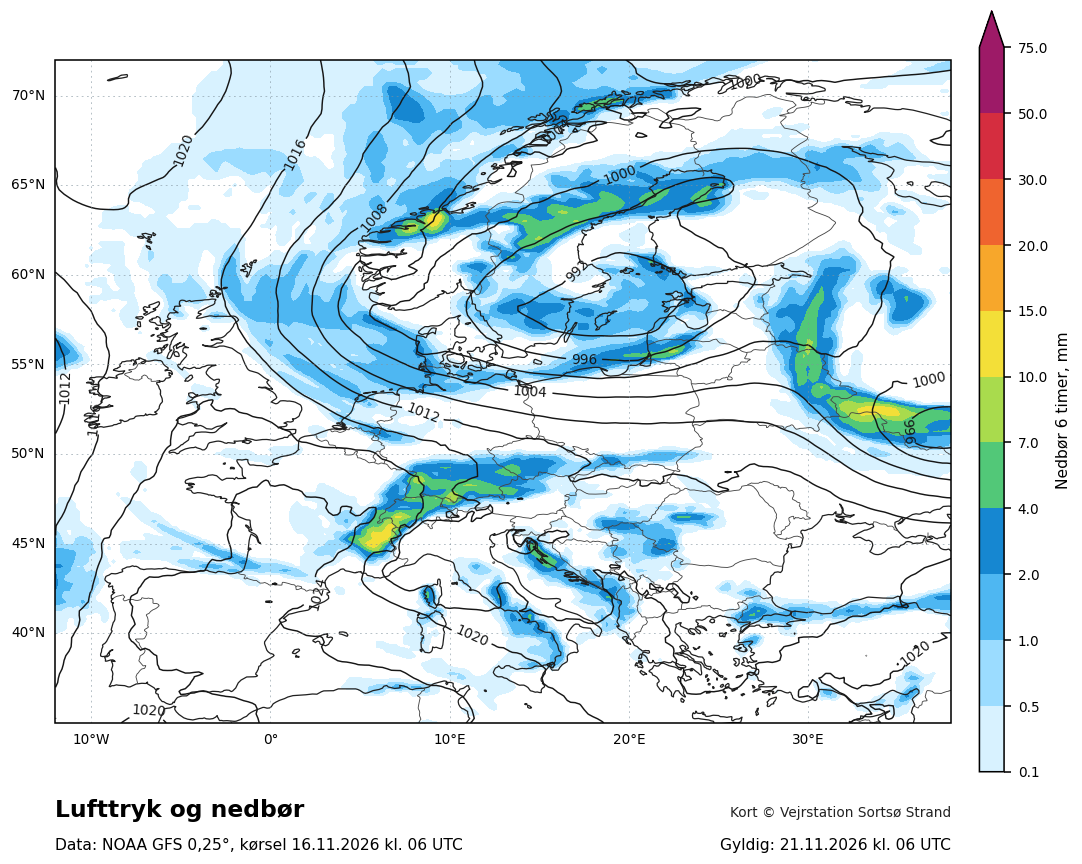 70°N
65°N
60°N
55°N
50°N
45°N
40°N
10°W
0°
10°E
20°E
30°E
1020
1016
1008
1004
1000
1000
992
996
1004
1012
1012
1000
996
1024
1020
1020
1020
75.0
50.0
30.0
20.0
15.0
10.0
7.0
4.0
2.0
1.0
0.5
0.1
Nedbør 6 timer, mm
Lufttryk og nedbør
Kort © Vejrstation Sortsø Strand
Data: NOAA GFS 0,25°, kørsel 16.11.2026 kl. 06 UTC
Gyldig: 21.11.2026 kl. 06 UTC